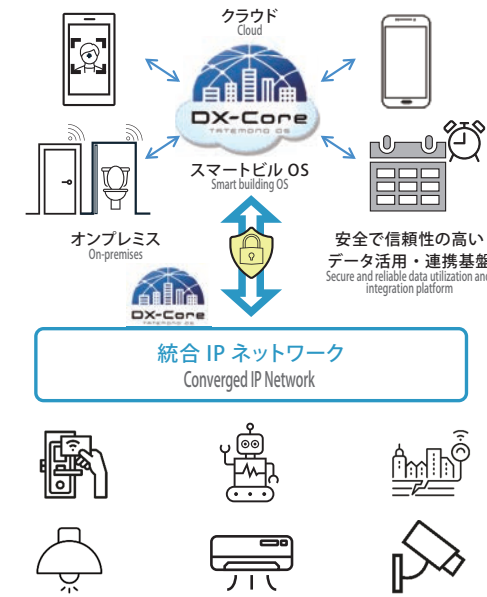 クラウド
Cloud
DX-Core
TATEMONO OS
スマートビル OS
Smart building OS
オンプレミス
On-premises
安全で信頼性の高い
データ活用・連携基盤
Secure and reliable data utilization and
integration platform
DX-Core
TATEMONO OS
統合 IP ネットワーク
Converged IP Network